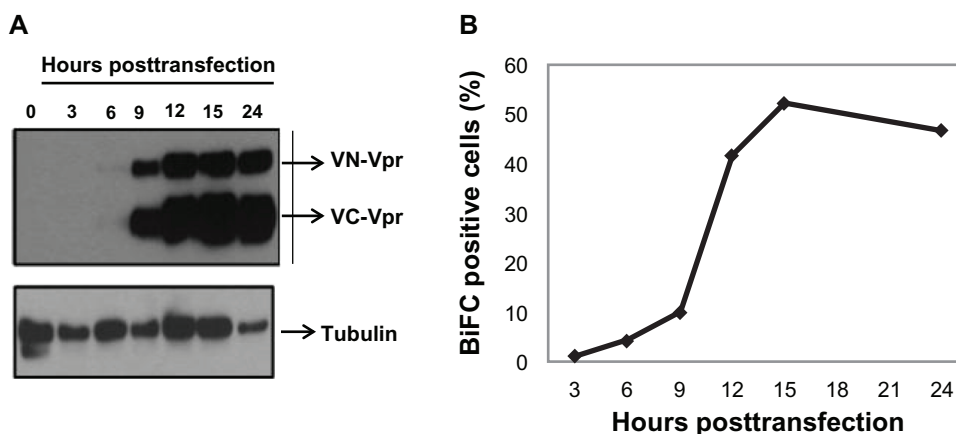 A
Hours posttransfection
0 3 6 9 12 15 24
VN-Vpr
VC-Vpr
Tubulin
B
BiFC positive cells (%)
60
50
40
30
20
10
0
3 6 9 12 15 18 21 24
Hours posttransfection